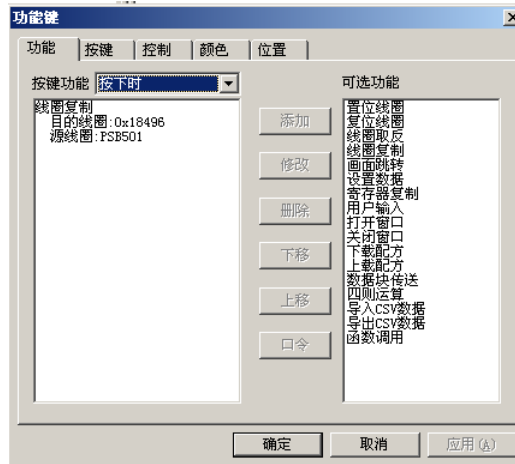 功能键
功能 按键 控制 颜色 位置
按键功能 按下时
可选功能
线圈复制
目的线圈:0x18496
源线圈:PSB501
添加
修改
删除
下移
上移
口令
置位线圈
复位线圈
线圈取反
线圈复制
画面跳转
设置数据
寄存器复制
用户输入
打开窗口
关闭窗口
下载配方
上载配方
数据块传送
四则运算
导入CSV数据
导出CSV数据
函数调用
确定 取消 应用(A)